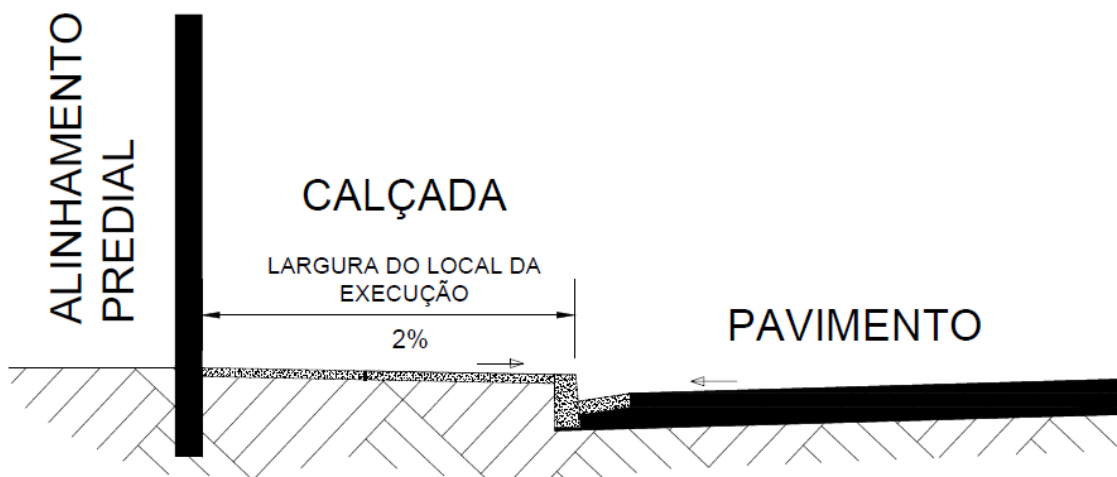 ALINHAMENTO
PREDIAL
CALÇADA
LARGURA DO LOCAL DA
EXECUÇÃO
2%
PAVIMENTO